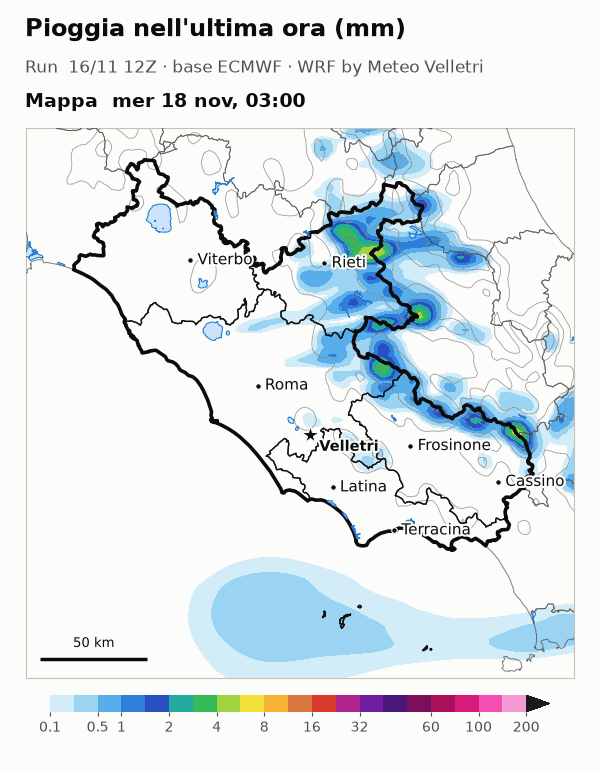 Pioggia nell'ultima ora (mm)
Run  16/11 12Z · base ECMWF · WRF by Meteo Velletri
Mappa  mer 18 nov, 03:00
Viterbo
Rieti
Roma
Velletri
Frosinone
Latina
Cassino
Terracina
50 km
0.1 0.5 1 2 4 8 16 32 60 100 200